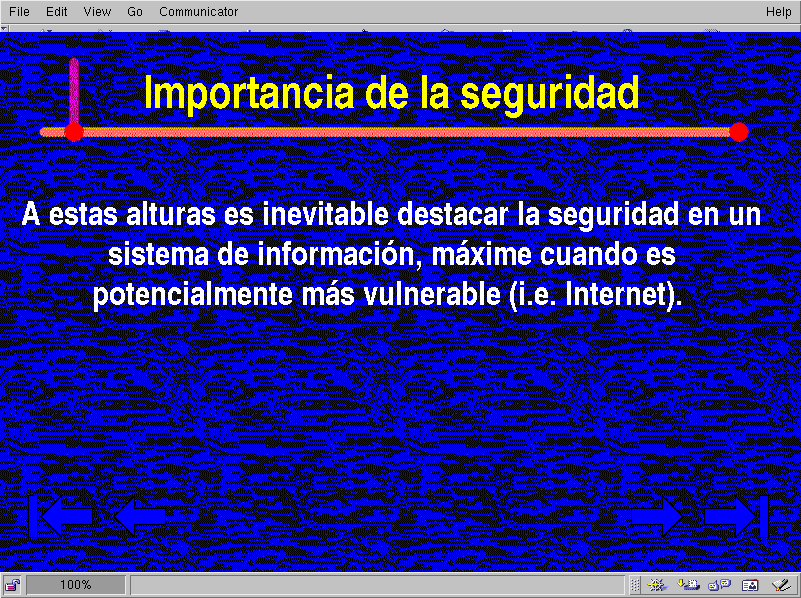 File Edit View Go Communicator Help
Importancia de la seguridad
A estas alturas es inevitable destacar la seguridad en un
sistema de información, máxime cuando es
potencialmente más vulnerable (i.e. Internet).
100%